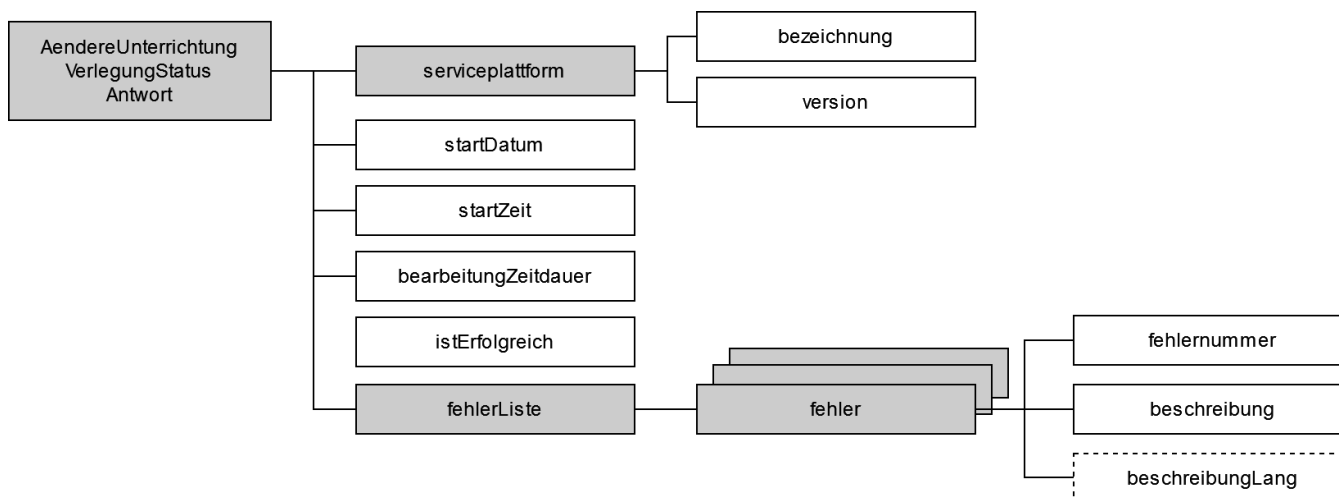 AendereUnterrichtung
VerlegungStatus
Antwort
serviceplattform
bezeichnung
version
startDatum
startZeit
bearbeitungZeitdauer
istErfolgreich
fehlerListe
fehler
fehlernummer
beschreibung
beschreibungLang